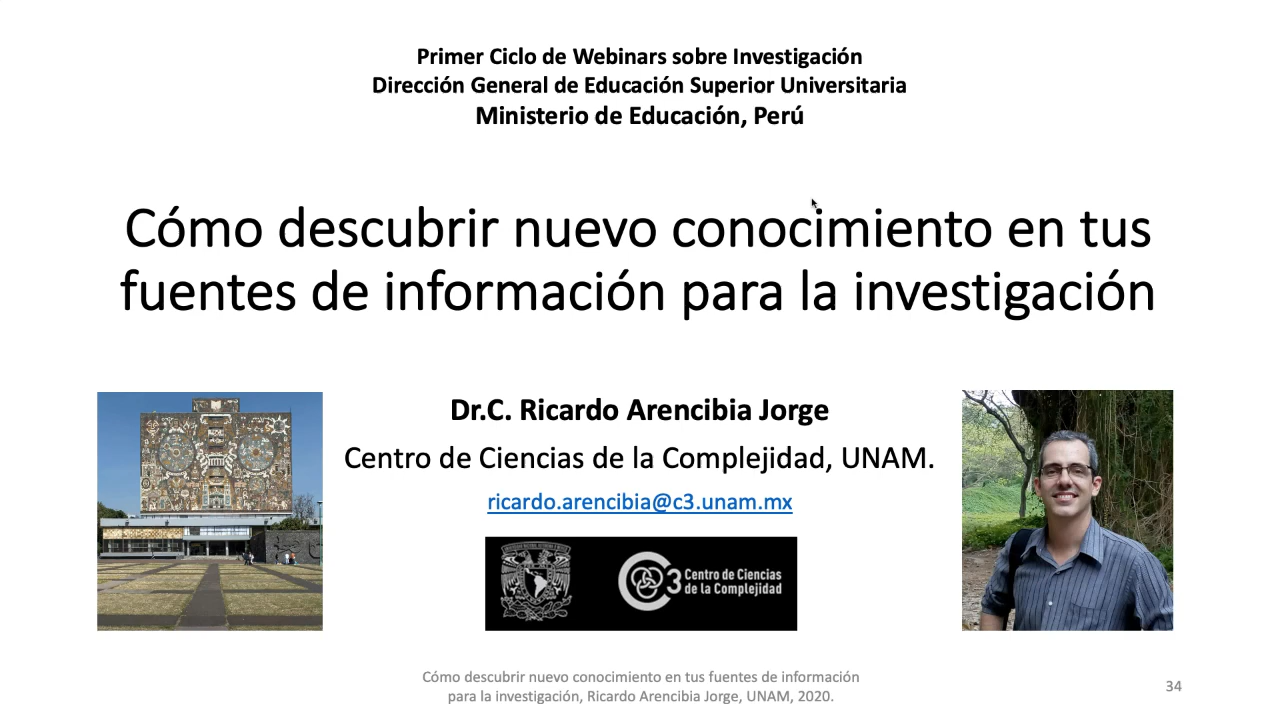 Primer Ciclo de Webinars sobre Investigación
Dirección General de Educación Superior Universitaria
Ministerio de Educación, Perú
Cómo descubrir nuevo conocimiento en tus
fuentes de información para la investigación
Dr.C. Ricardo Arencibia Jorge
Centro de Ciencias de la Complejidad, UNAM.
ricardo.arencibia@c3.unam.mx
C3 Centro de Ciencias
de la Complejidad
Cómo descubrir nuevo conocimiento en tus fuentes de información
para la investigación, Ricardo Arencibia Jorge, UNAM, 2020.
34